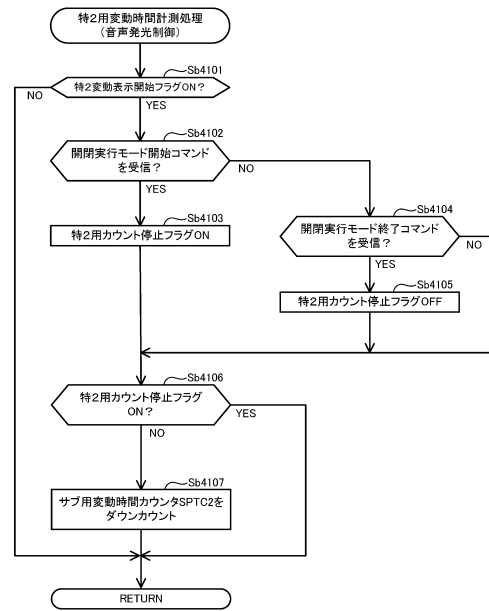 特2用変動時間計測処理
(音声発光制御)
Sb4101
特2変動表示開始フラグON?
NO
YES
Sb4102
開閉実行モード開始コマンド
を受信?
NO
YES
Sb4103
特2用カウント停止フラグON
Sb4104
開閉実行モード終了コマンド
を受信?
NO
YES
Sb4105
特2用カウント停止フラグOFF
Sb4106
特2用カウント停止フラグ
ON?
YES
NO
Sb4107
サブ用変動時間カウンタSPTC2を
ダウンカウント
RETURN